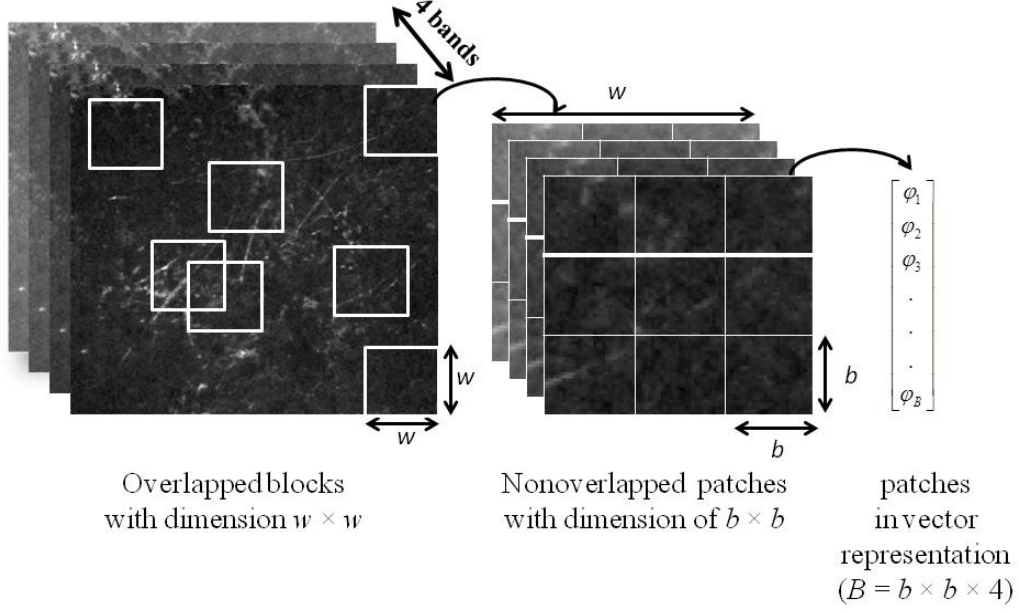 4 bands
w
w
w
b
b
φ1
φ2
φ3
.
.
.
φB
Overlapped blocks
with dimension w × w
Nonoverlapped patches
with dimension of b × b
patches
in vector
representation
(B = b × b × 4)